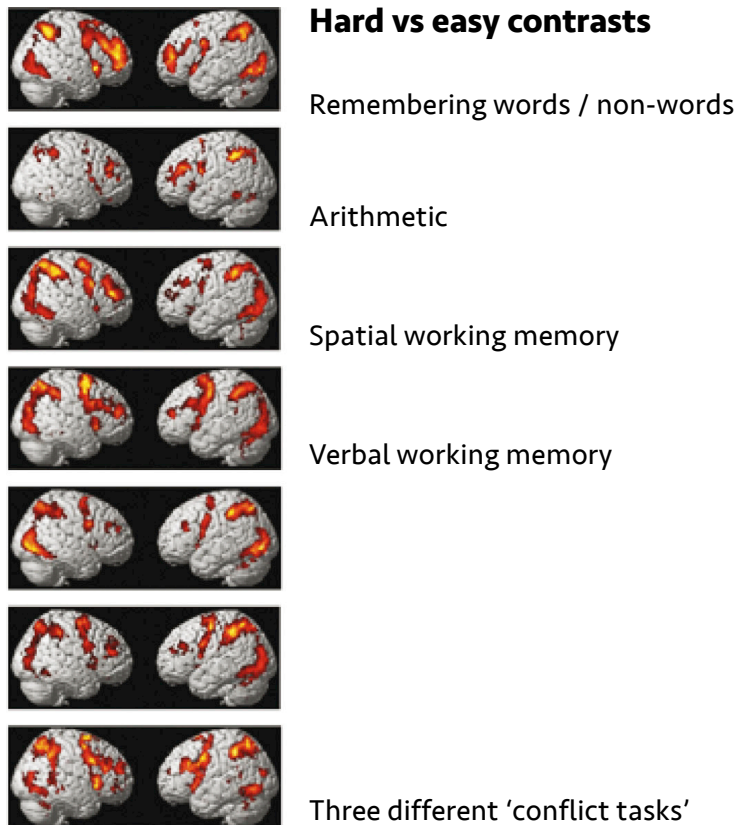 Hard vs easy contrasts
Remembering words / non-words
Arithmetic
Spatial working memory
Verbal working memory
Three different ‘conflict tasks’